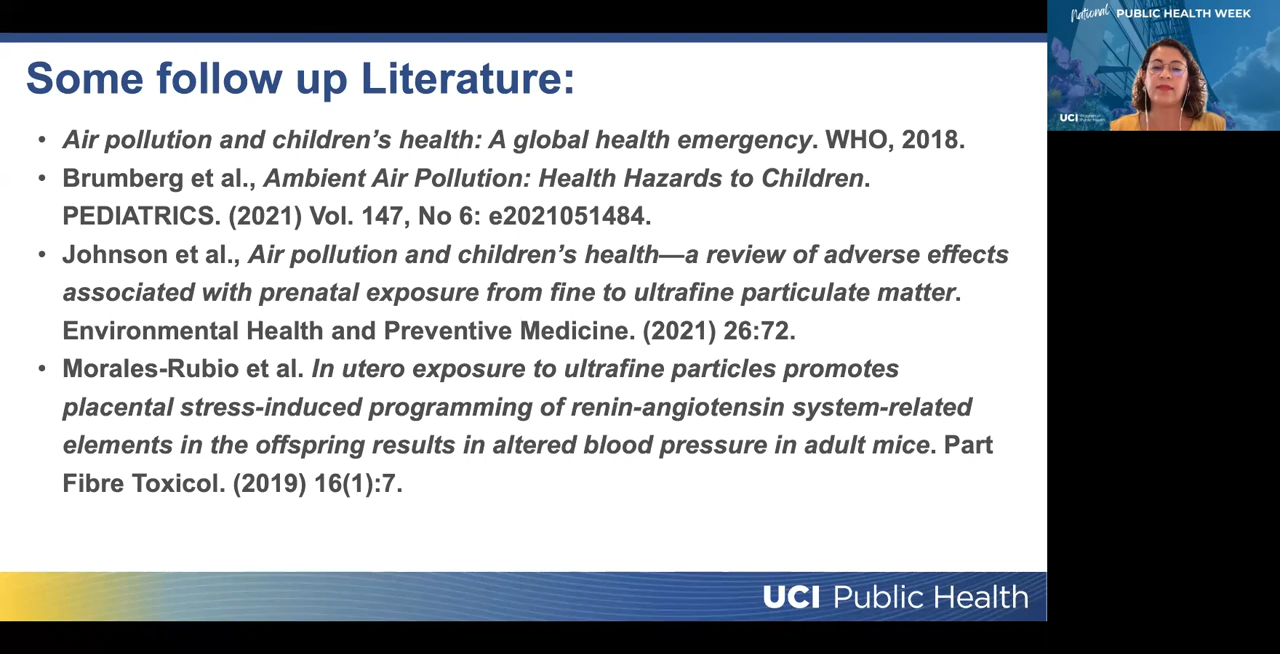 Some follow up Literature:
• Air pollution and children’s health: A global health emergency. WHO, 2018.
• Brumberg et al., Ambient Air Pollution: Health Hazards to Children.
PEDIATRICS. (2021) Vol. 147, No 6: e2021051484.
• Johnson et al., Air pollution and children’s health—a review of adverse effects
associated with prenatal exposure from fine to ultrafine particulate matter.
Environmental Health and Preventive Medicine. (2021) 26:72.
• Morales-Rubio et al. In utero exposure to ultrafine particles promotes
placental stress-induced programming of renin-angiotensin system-related
elements in the offspring results in altered blood pressure in adult mice. Part
Fibre Toxicol. (2019) 16(1):7.
UCI Public Health
National PUBLIC HEALTH WEEK
UCI
Public Health